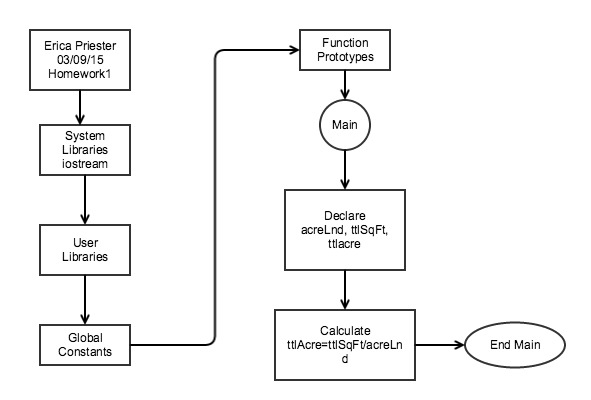 Erica Priester
03/09/15
Homework1
System
Libraries
iostream
User
Libraries
Global
Constants
Function
Prototypes
Main
Declare
acreLnd, ttlSqFt,
ttlacre
Calculate
ttlAcre=ttlSqFt/acreLn
d
End Main